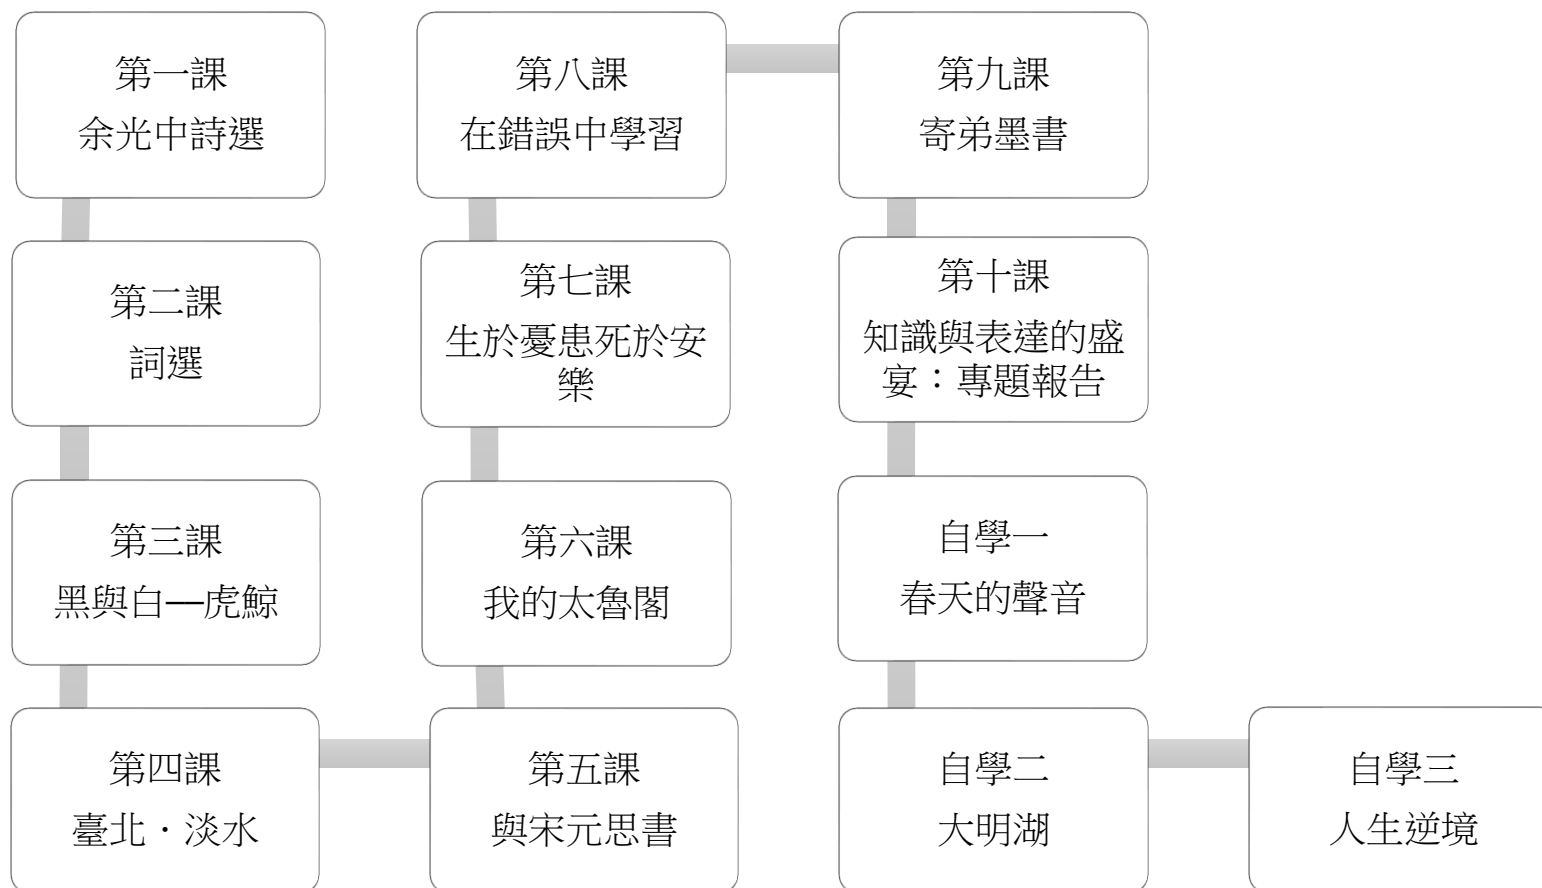 第一課
余光中詩選
第二課
詞選
第三課
黑與白—虎鯨
第四課
臺北．淡水
第五課
與宋元思書
第六課
我的太魯閣
第七課
生於憂患死於安
樂
第八課
在錯誤中學習
第九課
寄弟墨書
第十課
知識與表達的盛
宴：專題報告
自學一
春天的聲音
自學二
大明湖
自學三
人生逆境